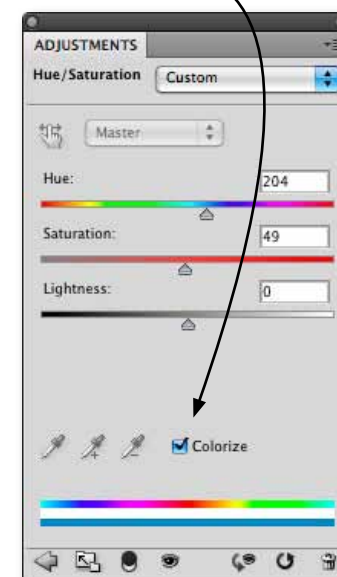 ADJUSTMENTS
Hue/Saturation Custom
Master
Hue: 204
Saturation: 49
Lightness: 0
Colorize